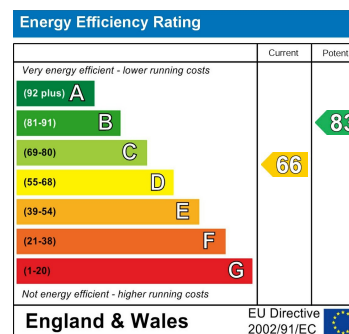 Energy Efficiency Rating
Current Potent
Very energy efficient - lower running costs
(92 plus) A
(81-91) B 83
(69-80) C
66
(55-68) D
(39-54) E
(21-38) F
(1-20) G
Not energy efficient - higher running costs
England & Wales
EU Directive
2002/91/EC